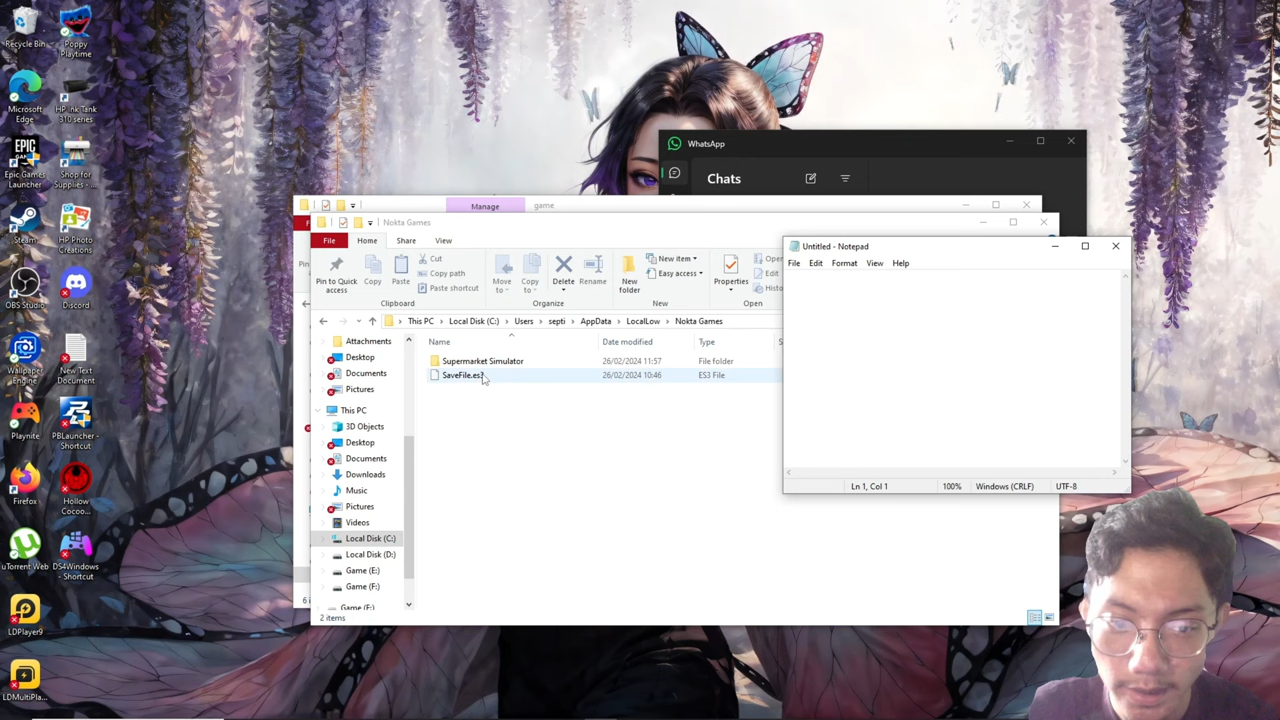 Recycle Bin
Poppy
Playtime
Microsoft
Edge
HP Ink Tank
310 series
EPIC
GAMES
Epic Games
Launcher
Shop for
Supplies - ...
Steam
HP Photo
Creations
OBS Studio
Discord
Wallpaper
Engine
New Text
Document
Playnite
PBLauncher -
Shortcut
Firefox
Hollow
Cocoo...
uTorrent Web
DS4Windows
- Shortcut
LDPlayer9
LDMultiPla...
WhatsApp
Chats
Manage
game
Nokta Games
File
Home
Share
View
Pin to Quick
access
Copy
Paste
Cut
Copy path
Paste shortcut
Clipboard
Move
to
Copy
to
Delete
Rename
Organize
New
folder
New item
Easy access
New
Properties
Edit
Open
This PC > Local Disk (C:) > Users > septi > AppData > LocalLow > Nokta Games
Name
Date modified
Type
Supermarket Simulator
26/02/2024 11:57
File folder
SaveFile.es3
26/02/2024 10:46
ES3 File
Attachments
Desktop
Documents
Pictures
This PC
3D Objects
Desktop
Documents
Downloads
Music
Pictures
Videos
Local Disk (C:)
Local Disk (D:)
Game (E:)
Game (F:)
Game (E:)
2 items
Untitled - Notepad
File
Edit
Format
View
Help
Ln 1, Col 1
100%
Windows (CRLF)
UTF-8